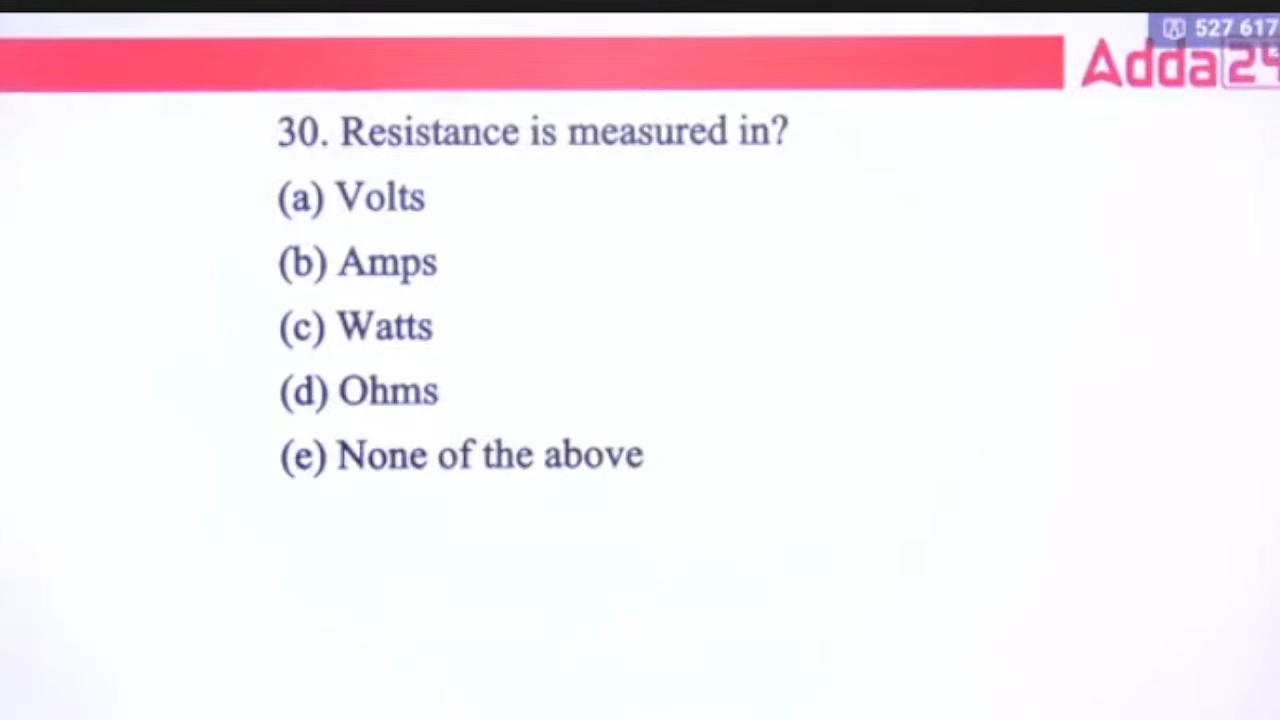 527 617
Adda24
30. Resistance is measured in?
(a) Volts
(b) Amps
(c) Watts
(d) Ohms
(e) None of the above